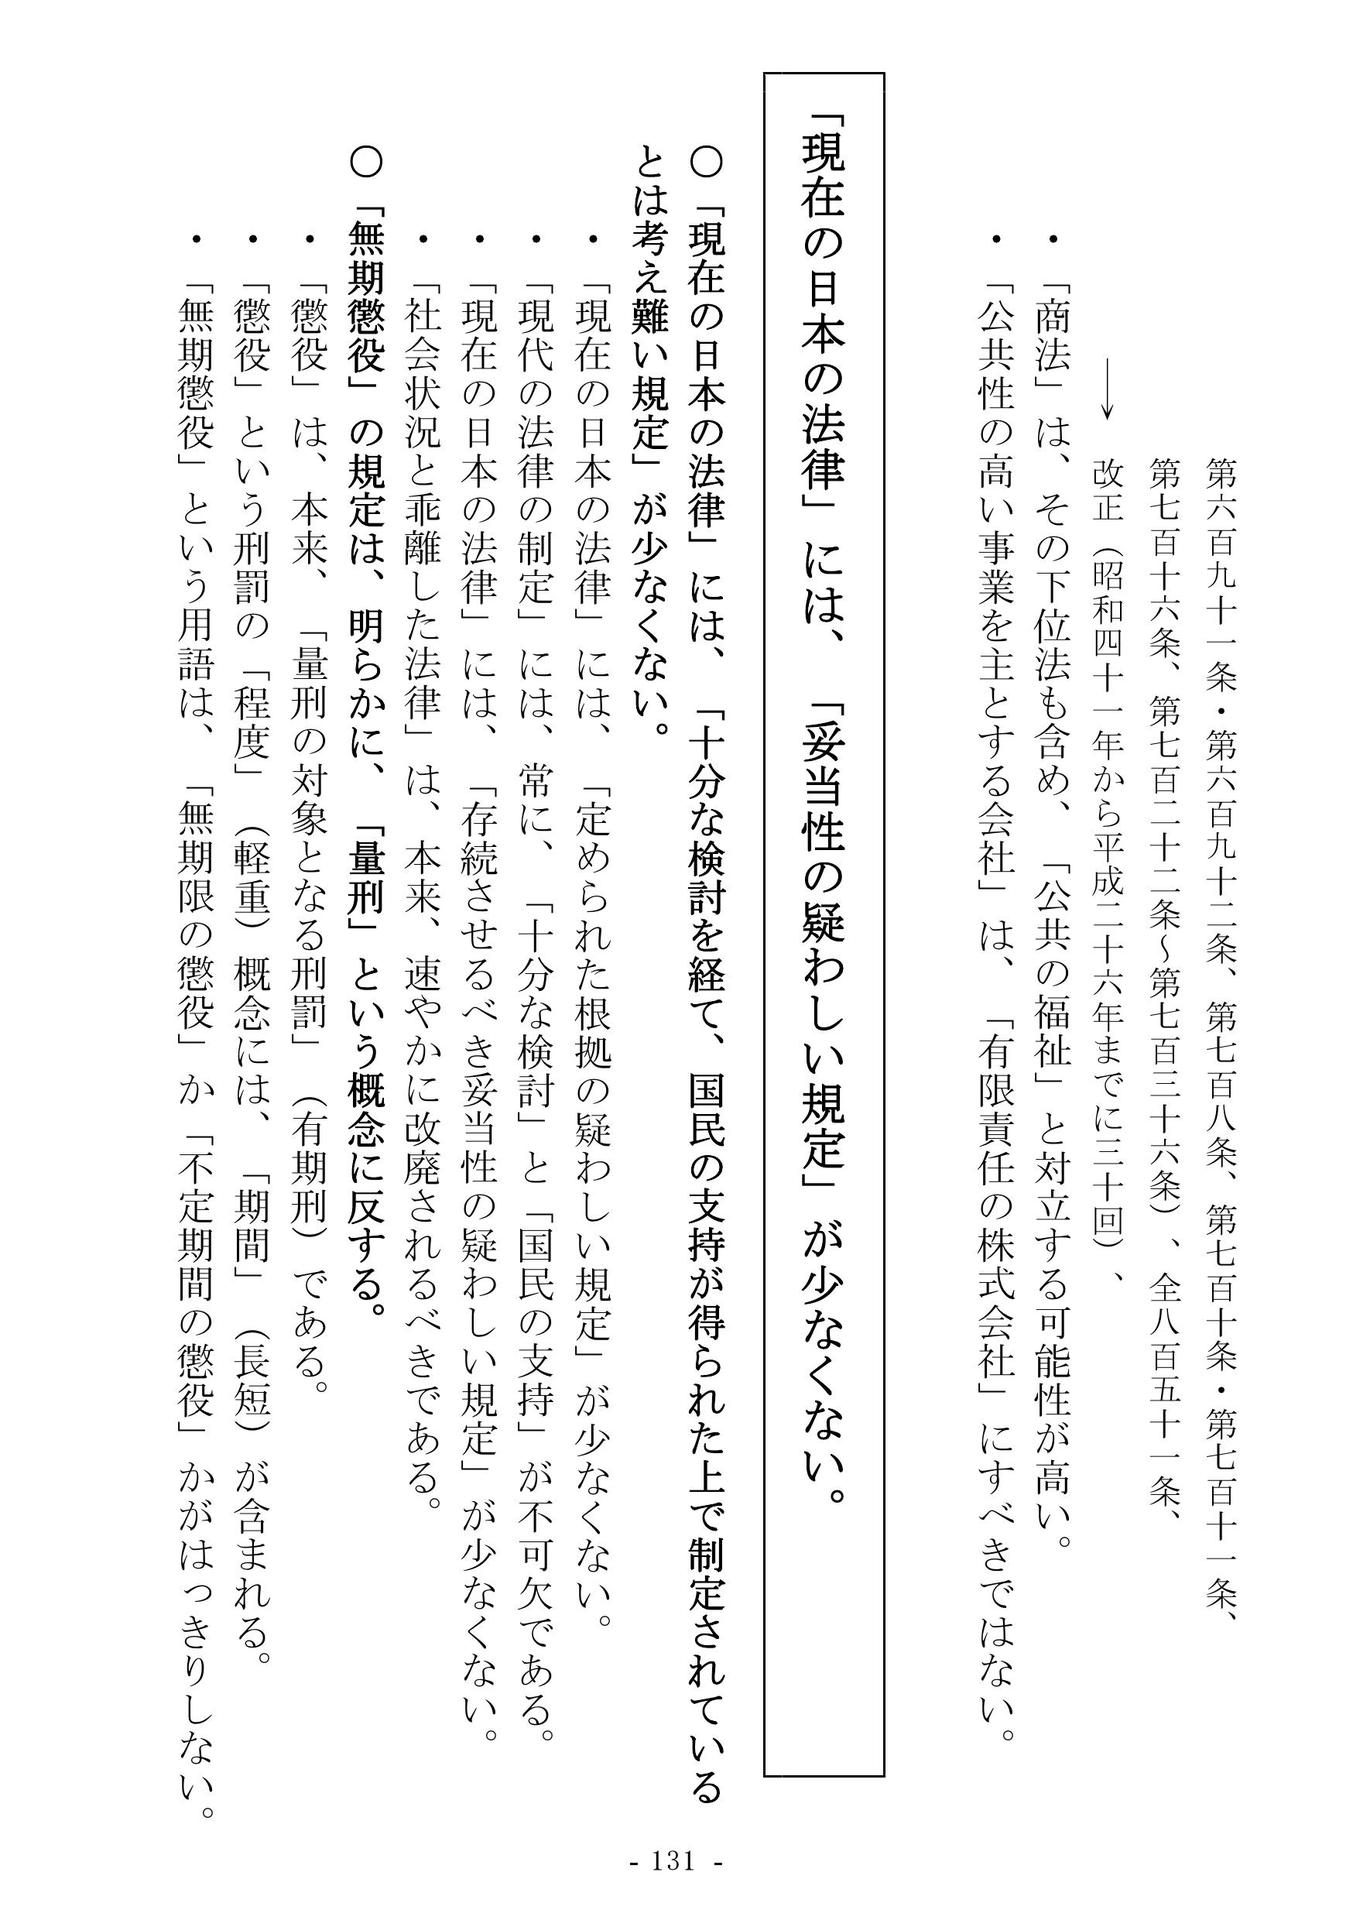 第六百九十一条・第六百九十二条、第七百八条、第七百十条・第七百十一条、
第七百十六条、第七百二十二条～第七百三十六条）、全八百五十一条、
→改正（昭和四十一年から平成二十六年までに三十回）、
・「商法」は、その下位法も含め、「公共の福祉」と対立する可能性が高い。
・「公共性の高い事業を主とする会社」は、「有限責任の株式会社」にすべきではない。
「現在の日本の法律」には、「妥当性の疑わしい規定」が少なくない。
○「現在の日本の法律」には、「十分な検討を経て、国民の支持が得られた上で制定されている
とは考え難い規定」が少なくない。
・「現在の日本の法律」には、「定められた根拠の疑わしい規定」が少なくない。
・「現代の法律の制定」には、常に、「十分な検討」と「国民の支持」が不可欠である。
・「現在の日本の法律」には、「存続させるべき妥当性の疑わしい規定」が少なくない。
・「社会状況と乖離した法律」は、本来、速やかに改廃されるべきである。
○「無期懲役」の規定は、明らかに、「量刑」という概念に反する。
・「懲役」は、本来、「量刑の対象となる刑罰」（有期刑）である。
・「懲役」という刑罰の「程度」（軽重）概念には、「期間」（長短）が含まれる。
・「無期懲役」という用語は、「無期限の懲役」か「不定期間の懲役」かがはっきりしない。
- 131 -